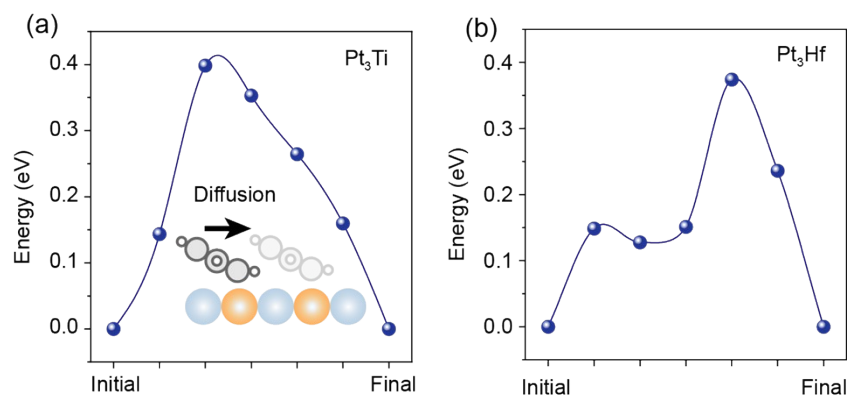 (a)
Pt3Ti
Energy (eV)
0.4
0.3
0.2
0.1
0.0
Diffusion
Initial
Final
(b)
Pt3Hf
Energy (eV)
0.4
0.3
0.2
0.1
0.0
Initial
Final